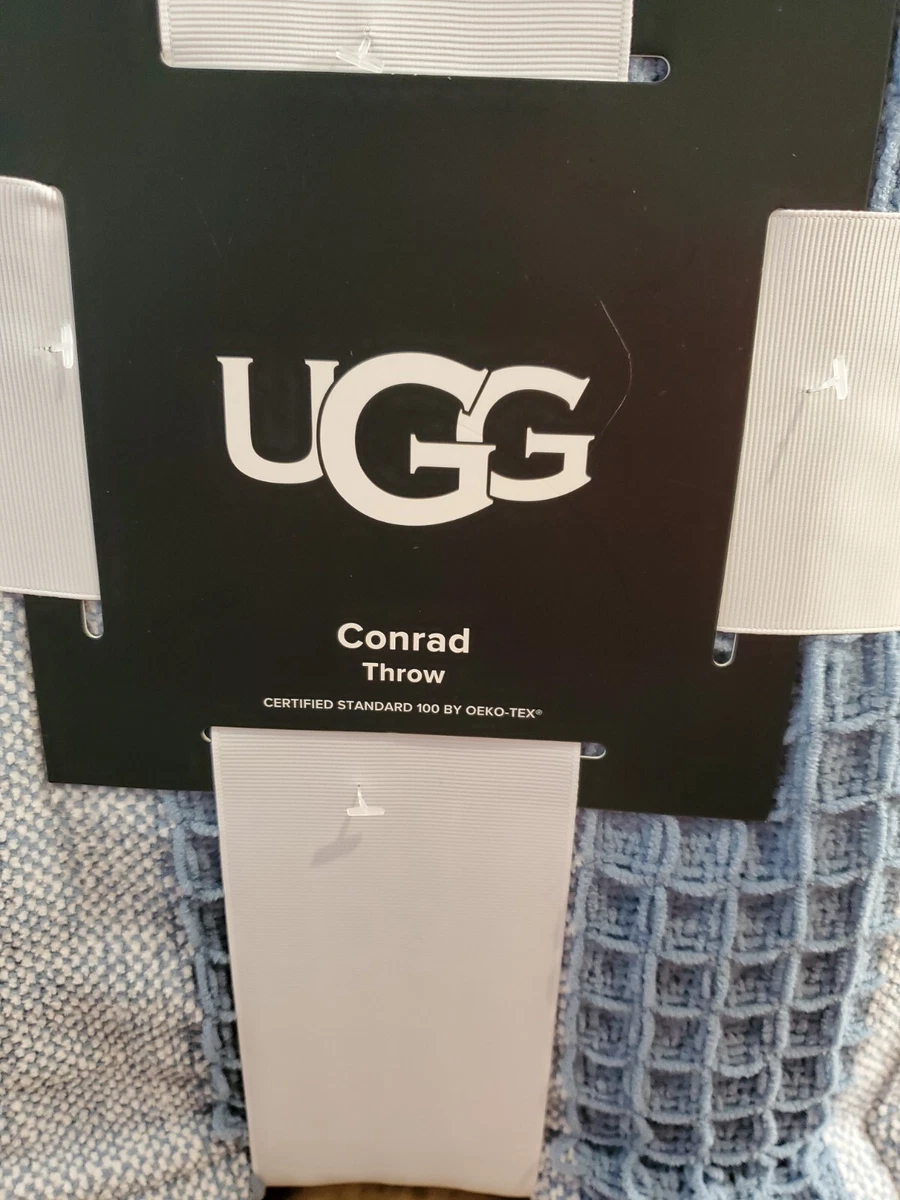 UGG
Conrad
Throw
CERTIFIED STANDARD 100 BY OEKO-TEX®